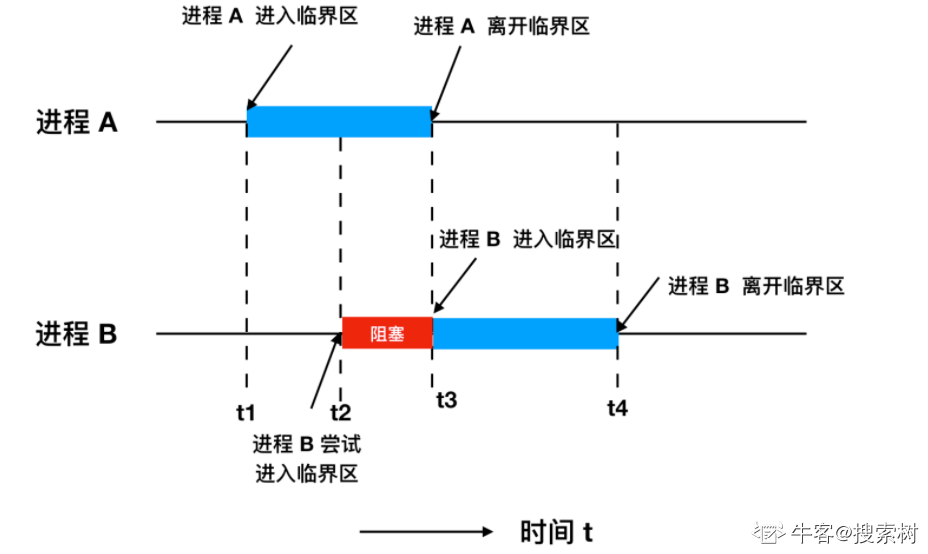 进程 A 进入临界区
进程 A 离开临界区
进程 A
进程 B 进入临界区
进程 B 离开临界区
进程 B
阻塞
t1
t2
t3
t4
进程 B 尝试
进入临界区
时间 t
牛客@搜索树